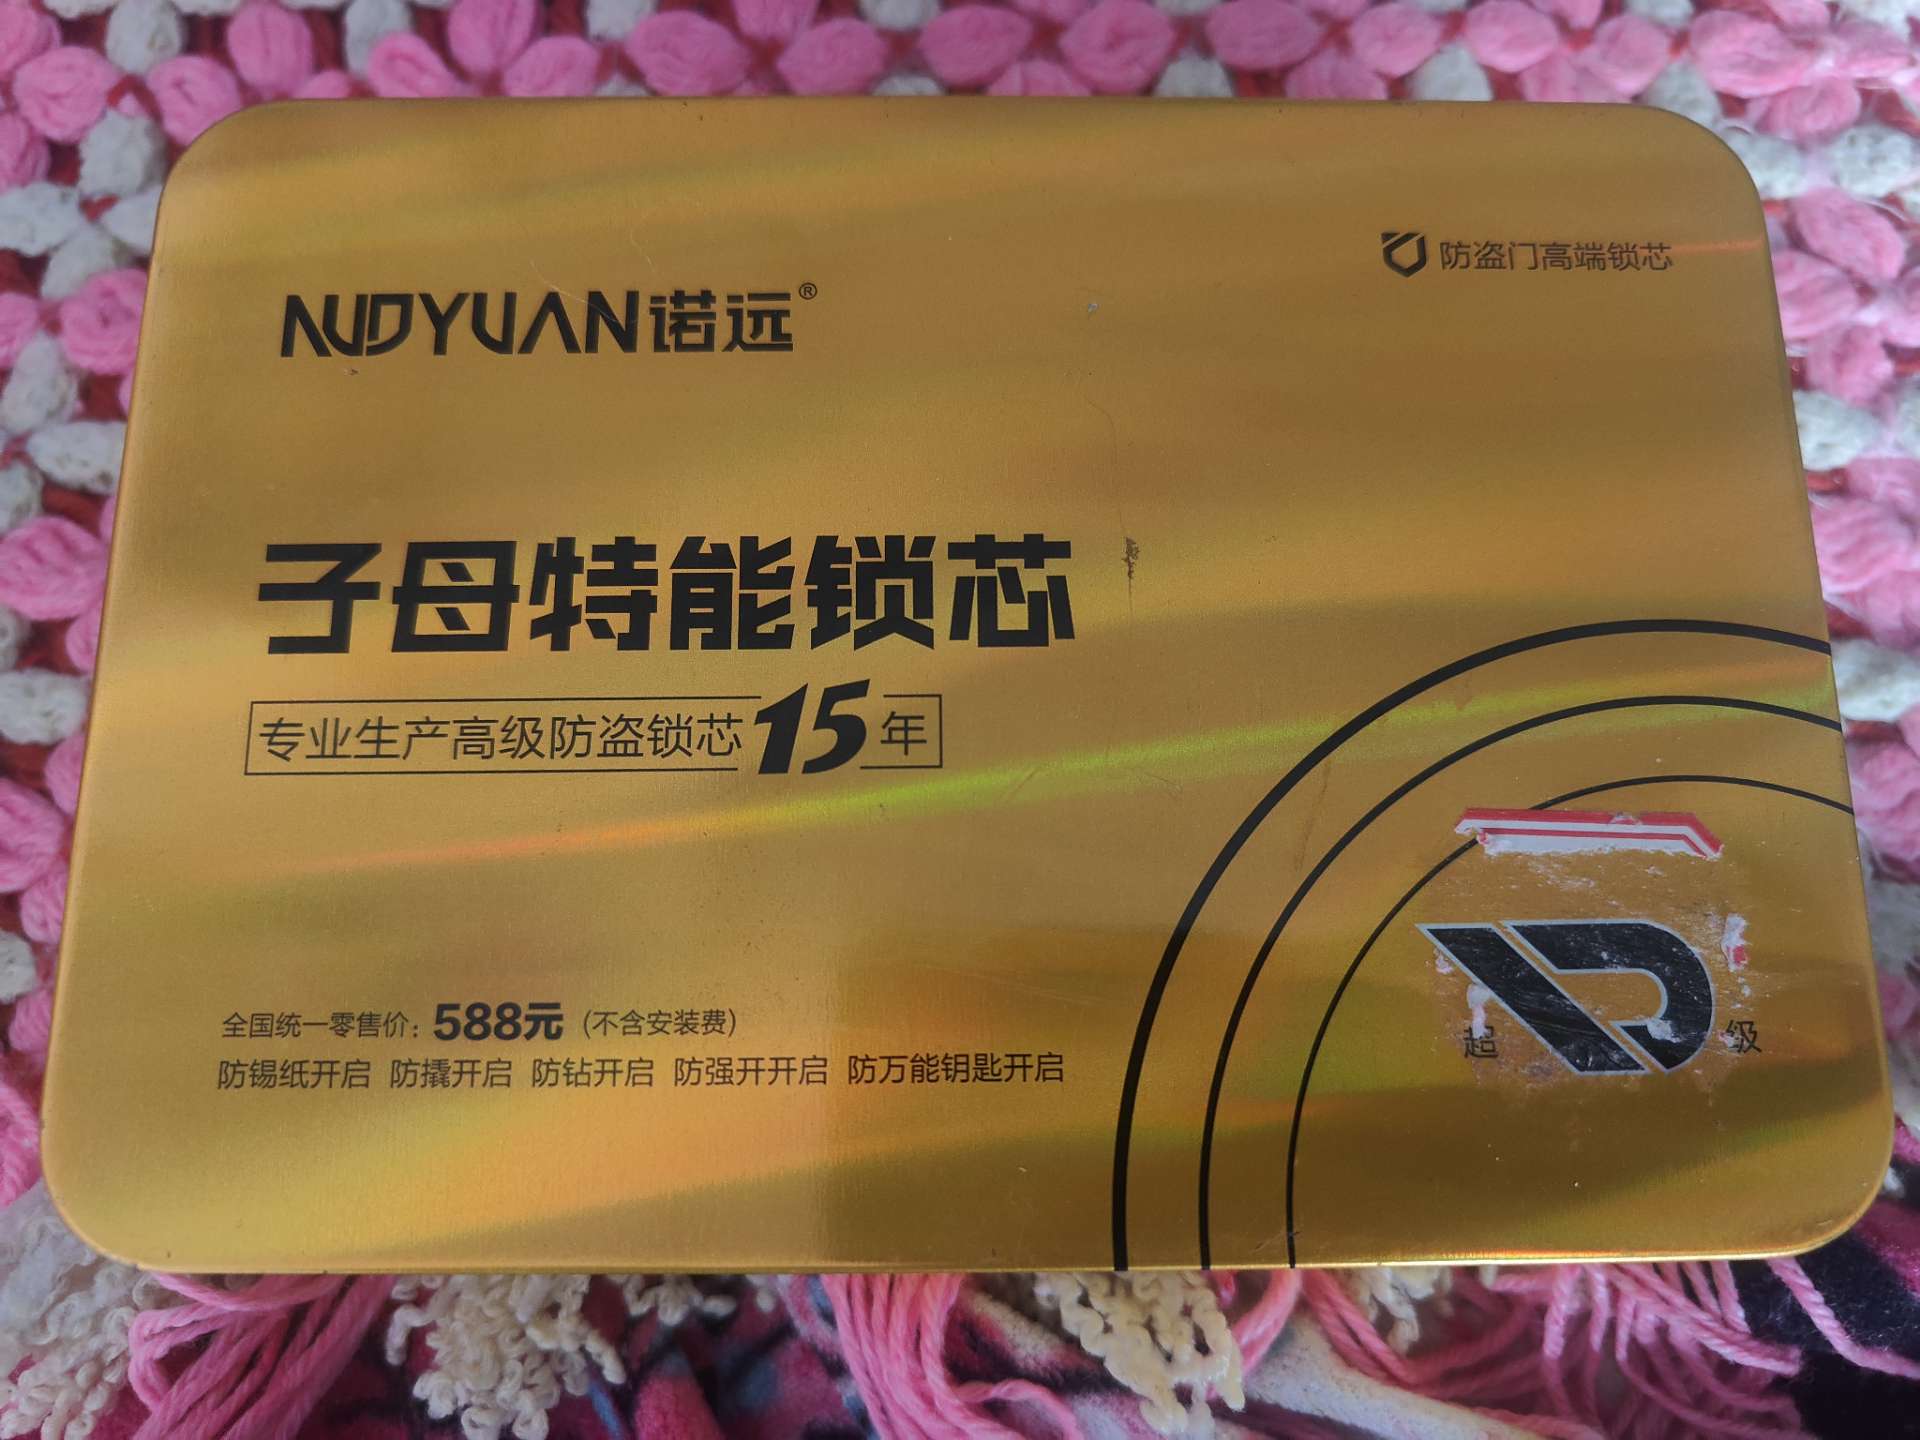 NUOYUAN诺远®
防盗门高端锁芯
子母特能锁芯
专业生产高级防盗锁芯15年
全国统一零售价：588元（不含安装费）
防锡纸开启 防撬开启 防钻开启 防强开开启 防万能钥匙开启
超 级